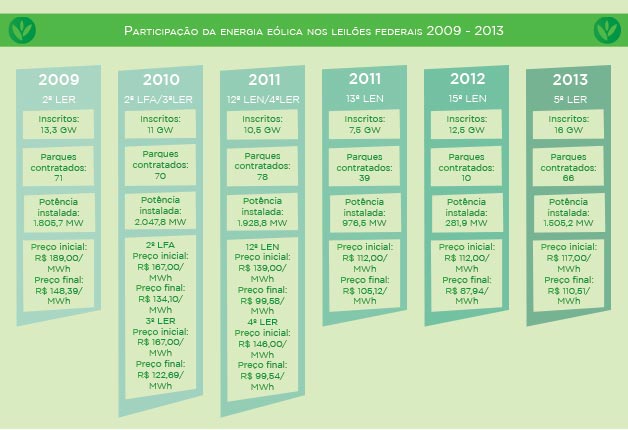 Participação da energia eólica nos leilões federais 2009 - 2013
2009
2º LER
Inscritos:
13,3 GW
Parques
contratados:
71
Potência
instalada:
1.805,7 MW
Preço inicial:
R$ 189,00/
MWh
Preço final:
R$ 148,39/
MWh
2010
2º LFA/3ºLER
Inscritos:
11 GW
Parques
contratados:
70
Potência
instalada:
2.047,8 MW
2º LFA
Preço inicial:
R$ 167,00/
MWh
Preço final:
R$ 134,10/
MWh
3º LER
Preço inicial:
R$ 167,00/
MWh
Preço final:
R$ 122,69/
MWh
2011
12º LEN/4ºLER
Inscritos:
10,5 GW
Parques
contratados:
78
Potência
instalada:
1.928,8 MW
12º LEN
Preço inicial:
R$ 139,00/
MWh
Preço final:
R$ 99,58/
MWh
4º LER
Preço inicial:
R$ 146,00/
MWh
Preço final:
R$ 99,54/
MWh
2011
13º LEN
Inscritos:
7,5 GW
Parques
contratados:
39
Potência
instalada:
976,5 MW
Preço inicial:
R$ 112,00/
MWh
Preço final:
R$ 105,12/
MWh
2012
15º LEN
Inscritos:
12,5 GW
Parques
contratados:
10
Potência
instalada:
281,9 MW
Preço inicial:
R$ 112,00/
MWh
Preço final:
R$ 87,94/
MWh
2013
5º LER
Inscritos:
16 GW
Parques
contratados:
66
Potência
instalada:
1.505,2 MW
Preço inicial:
R$ 117,00/
MWh
Preço final:
R$ 110,51/
MWh